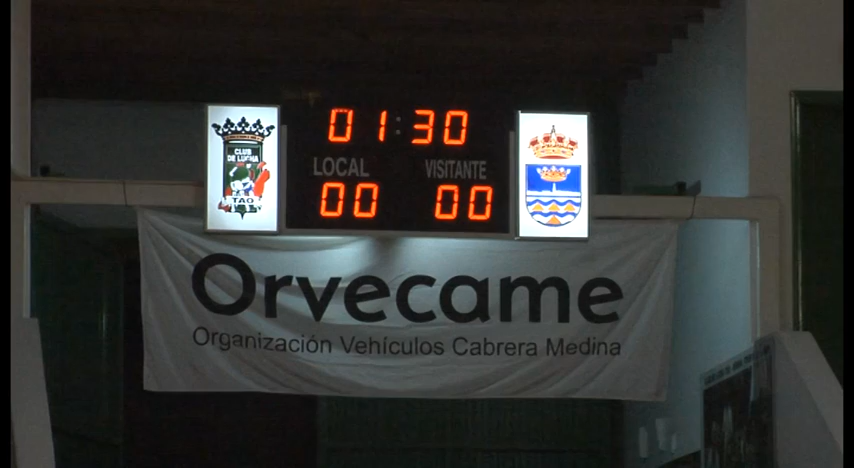 01:30
CLUB
DE LUCHA
TAO
LOCAL VISITANTE
00 00
Orvecame
Organización Vehículos Cabrera Medina